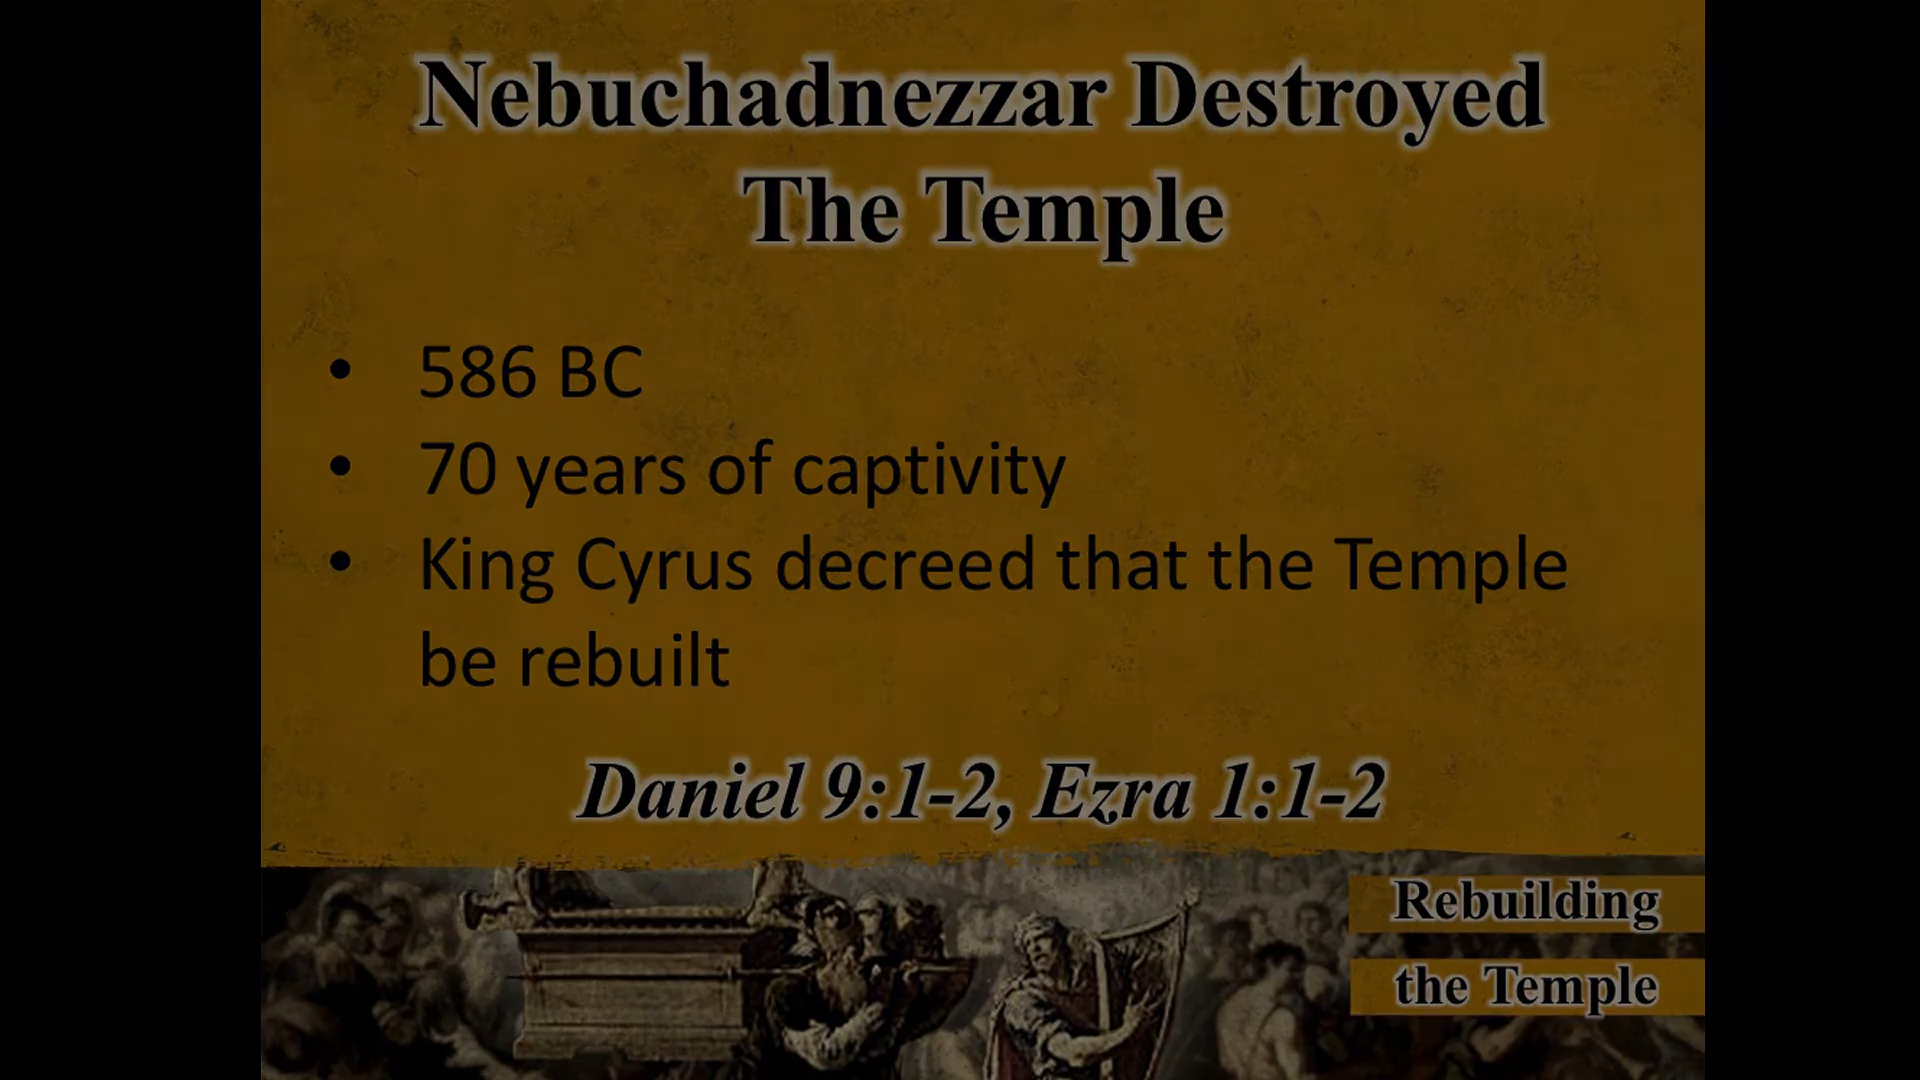 Nebuchadnezzar Destroyed
The Temple
• 586 BC
• 70 years of captivity
• King Cyrus decreed that the Temple
be rebuilt
Daniel 9:1-2, Ezra 1:1-2
Rebuilding
the Temple